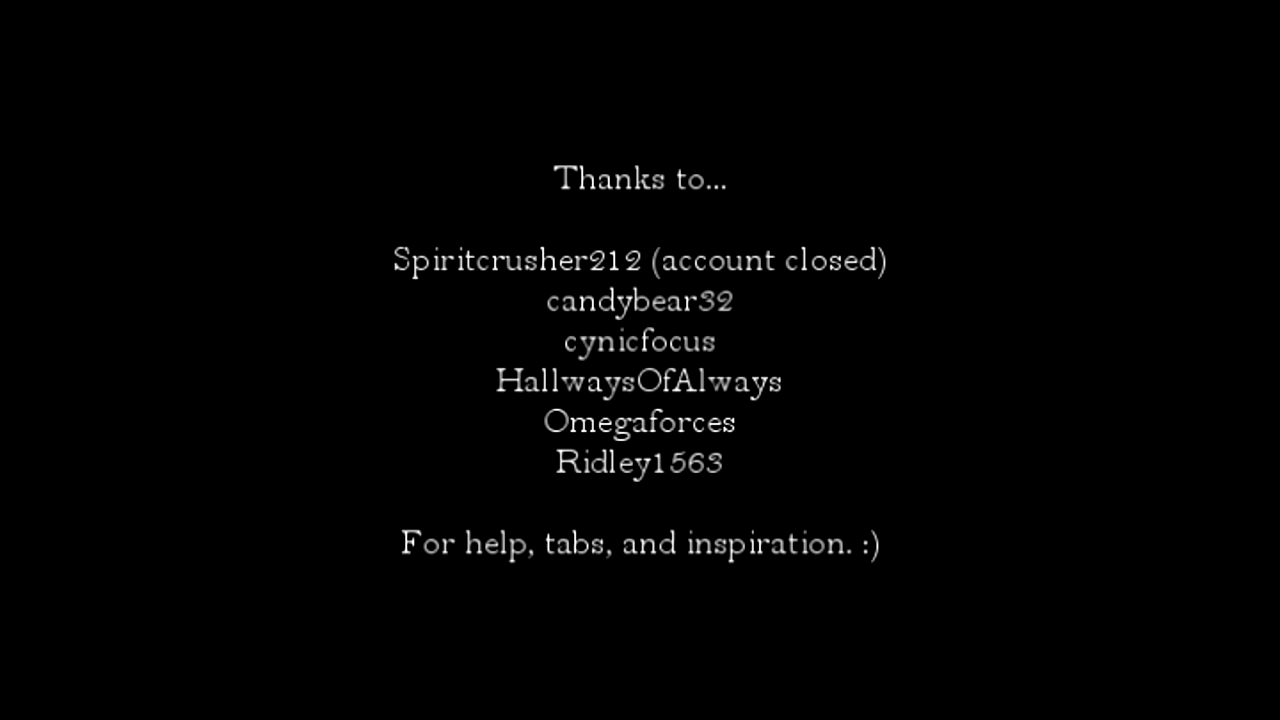 Thanks to...
Spiritcrusher212 (account closed)
candybear32
cynicfocus
HallwaysOfAlways
Omegaforces
Ridley1563
For help, tabs, and inspiration. :)